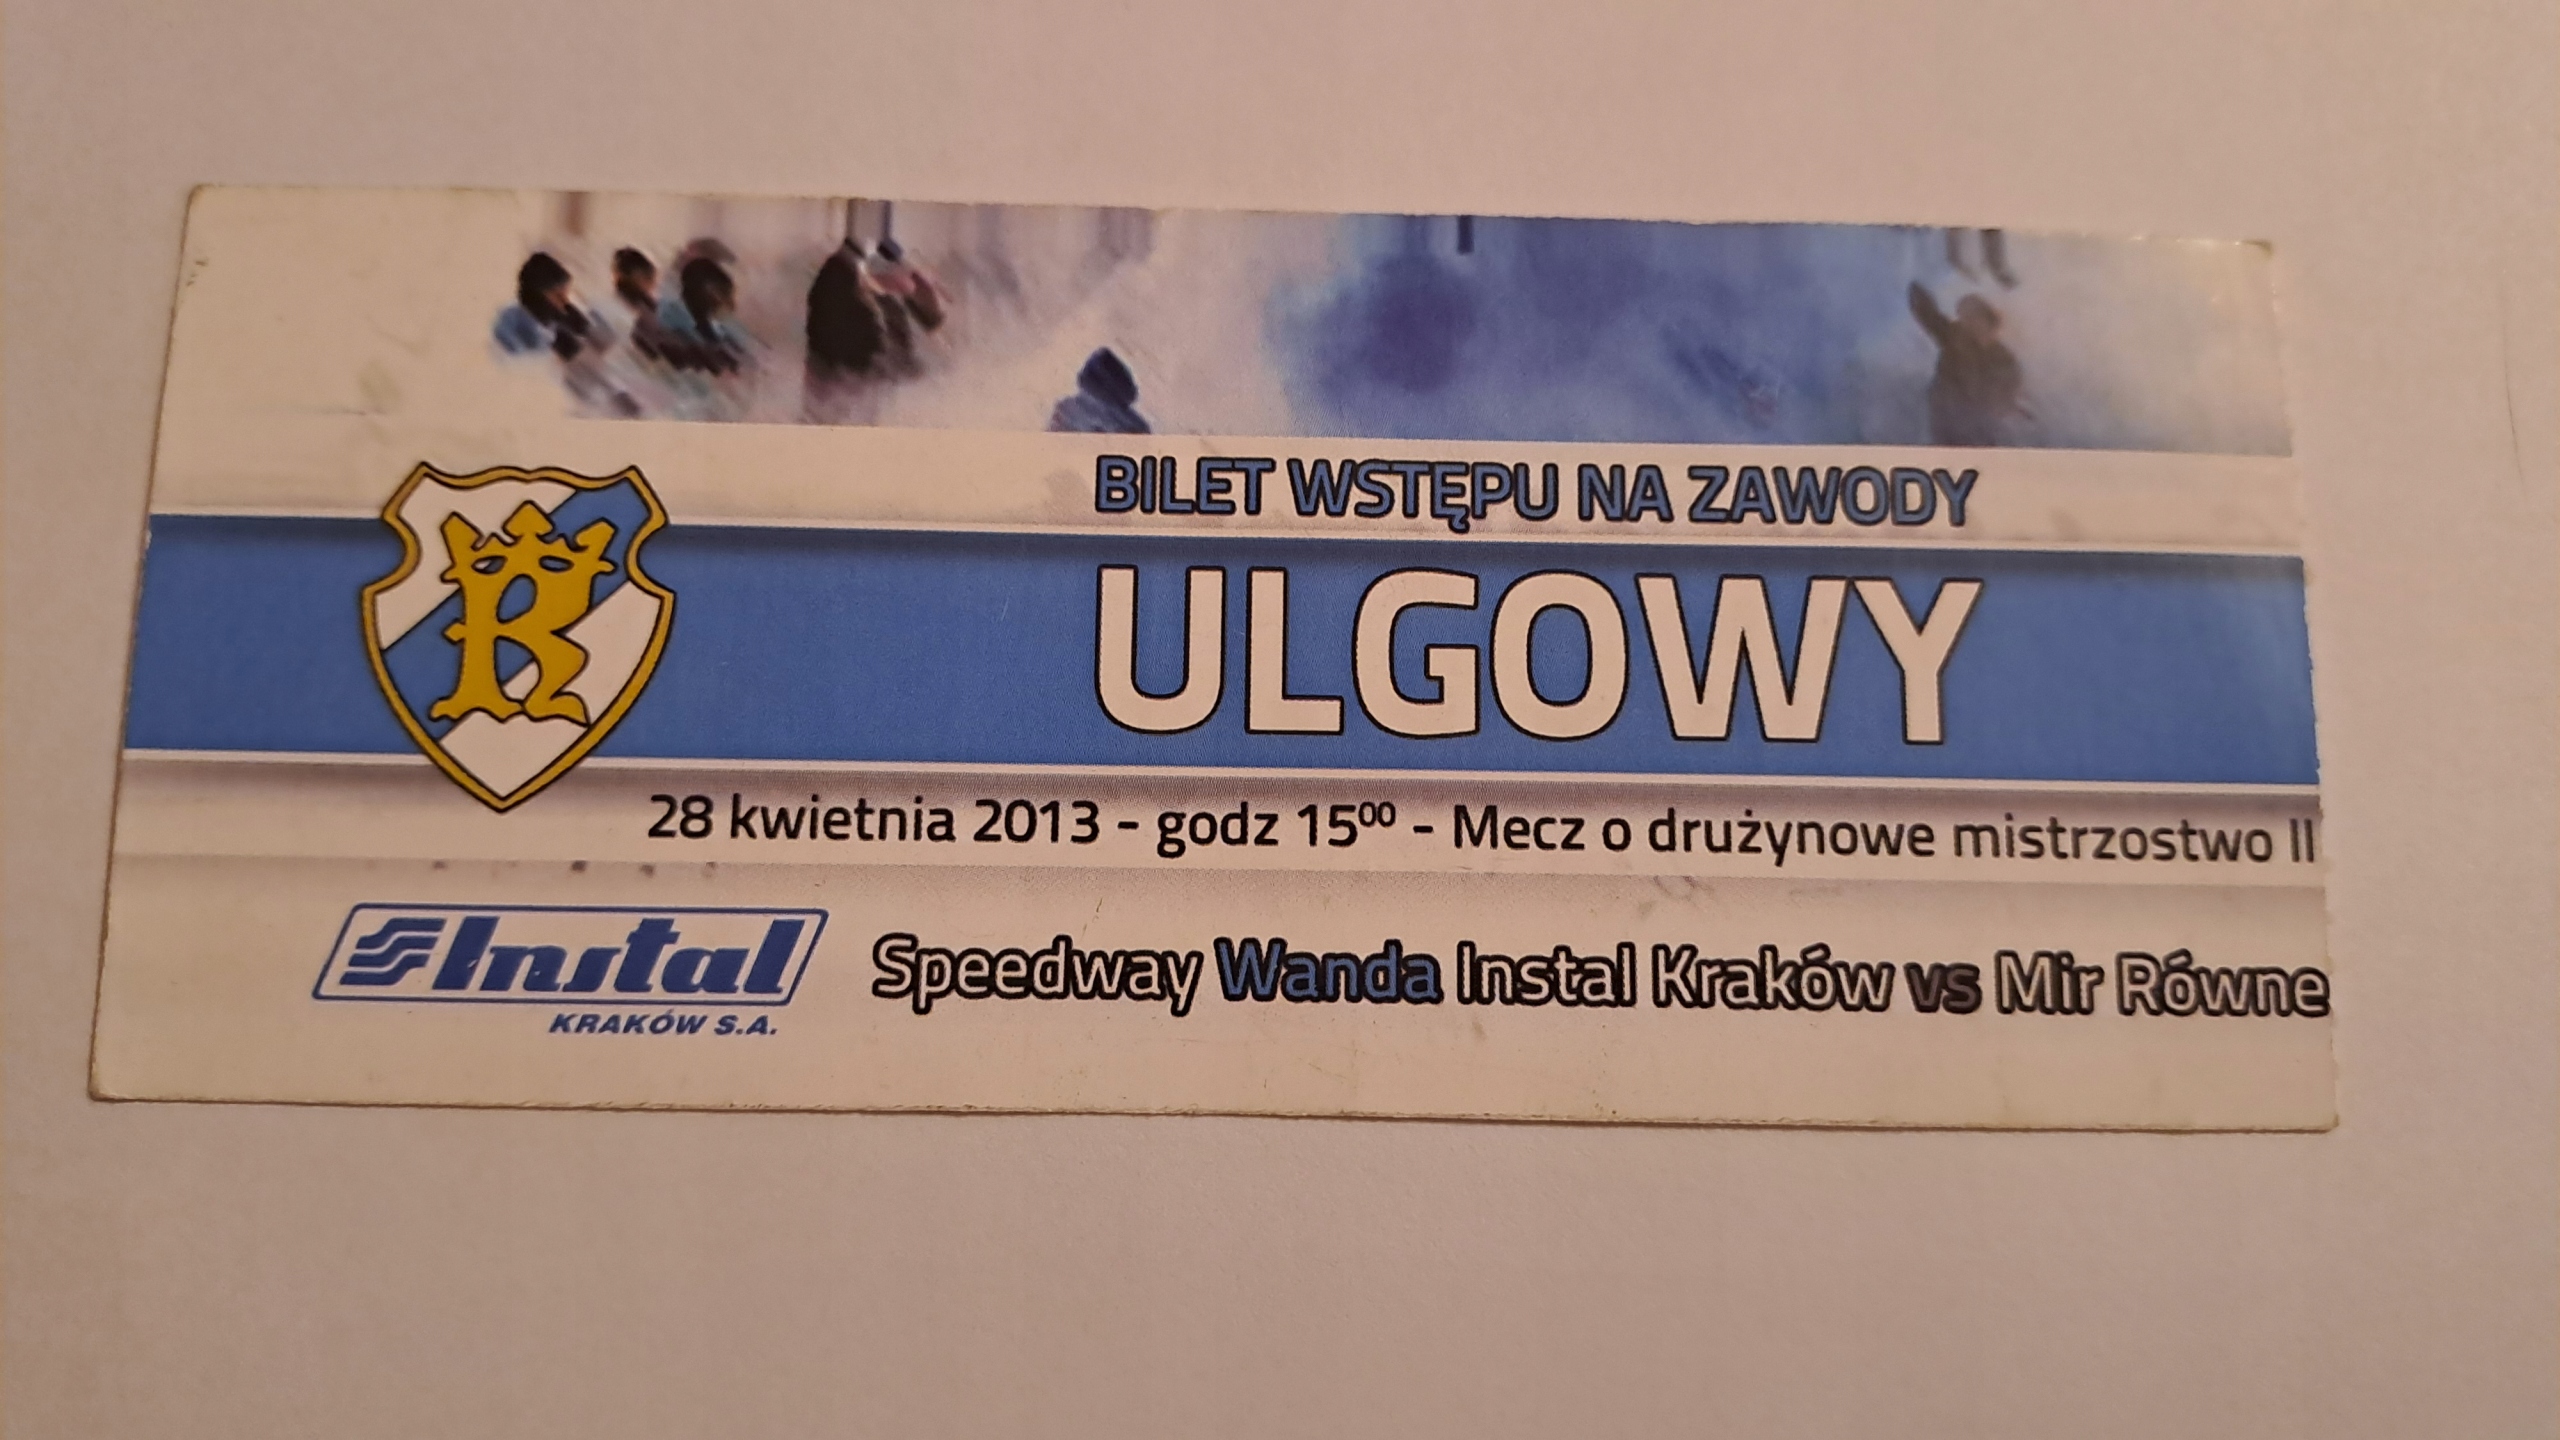 BILET WSTĘPU NA ZAWODY
ULGOWY
28 kwietnia 2013 - godz 15⁰⁰ - Mecz o drużynowe mistrzostwo II
Instal
KRAKÓW S.A.
Speedway Wanda Instal Kraków vs Mir Równe